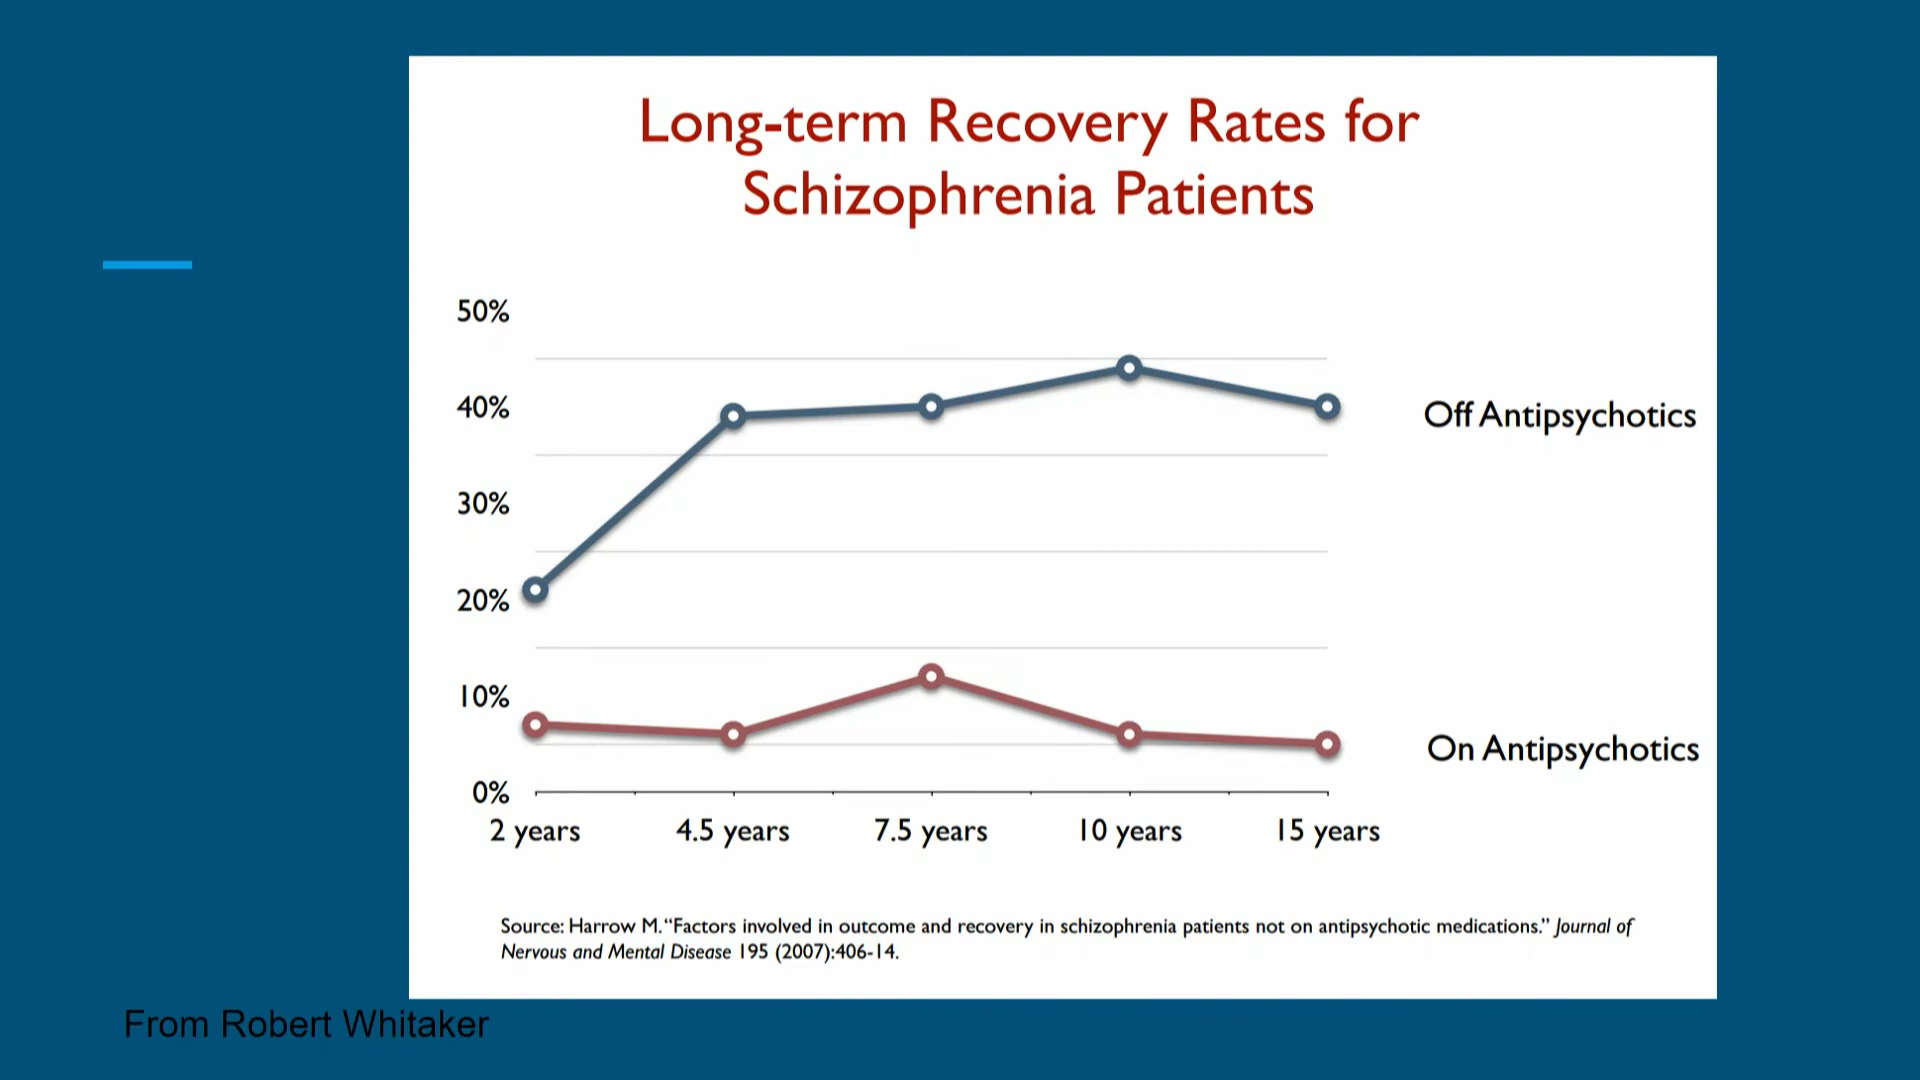 Long-term Recovery Rates for
Schizophrenia Patients
50%
40%
30%
20%
10%
0%
Off Antipsychotics
On Antipsychotics
2 years 4.5 years 7.5 years 10 years 15 years
Source: Harrow M. “Factors involved in outcome and recovery in schizophrenia patients not on antipsychotic medications.” Journal of
Nervous and Mental Disease 195 (2007):406-14.
From Robert Whitaker